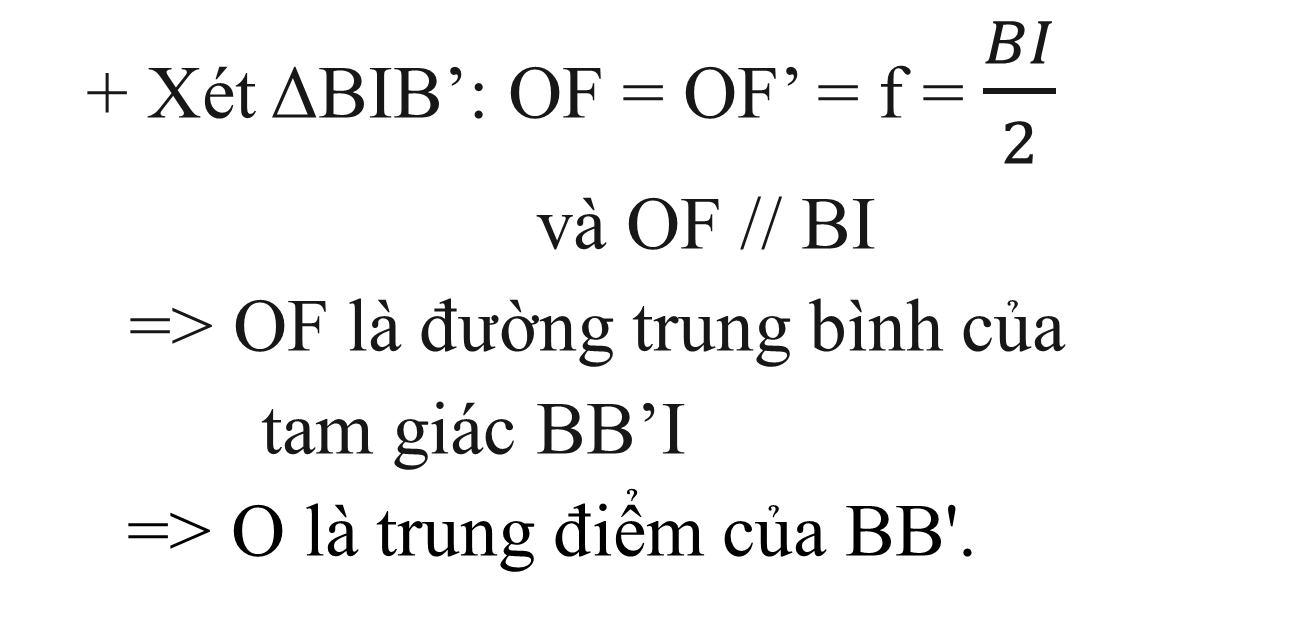 + Xét ΔBIB’: OF = OF’ = f = BI/2
và OF // BI
=> OF là đường trung bình của
tam giác BB’I
=> O là trung điểm của BB'.